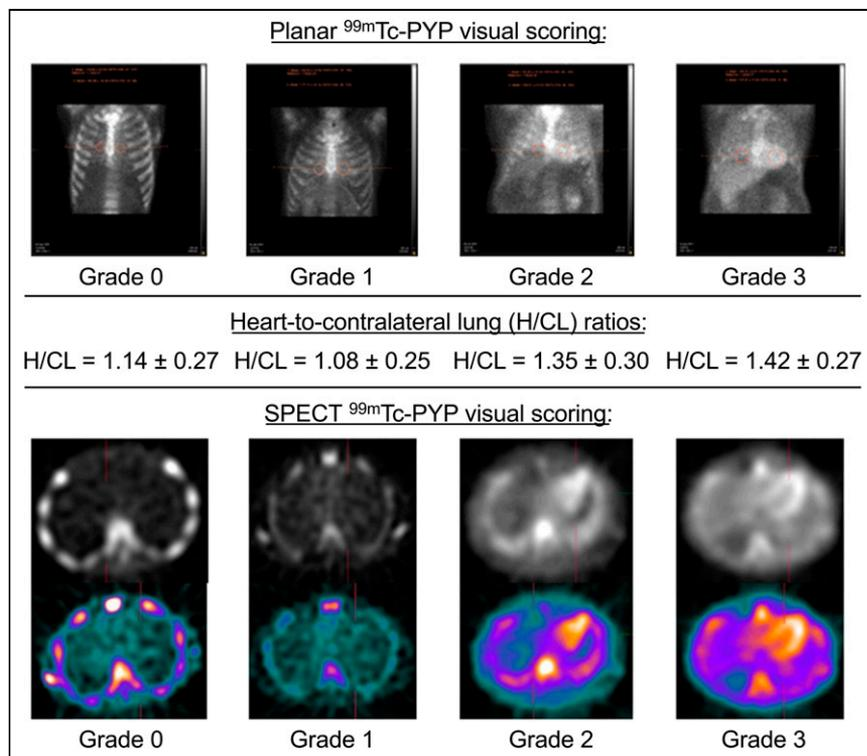 Planar ⁹⁹ᵐTc-PYP visual scoring:
Grade 0 Grade 1 Grade 2 Grade 3
Heart-to-contralateral lung (H/CL) ratios:
H/CL = 1.14 ± 0.27 H/CL = 1.08 ± 0.25 H/CL = 1.35 ± 0.30 H/CL = 1.42 ± 0.27
SPECT ⁹⁹ᵐTc-PYP visual scoring:
Grade 0 Grade 1 Grade 2 Grade 3